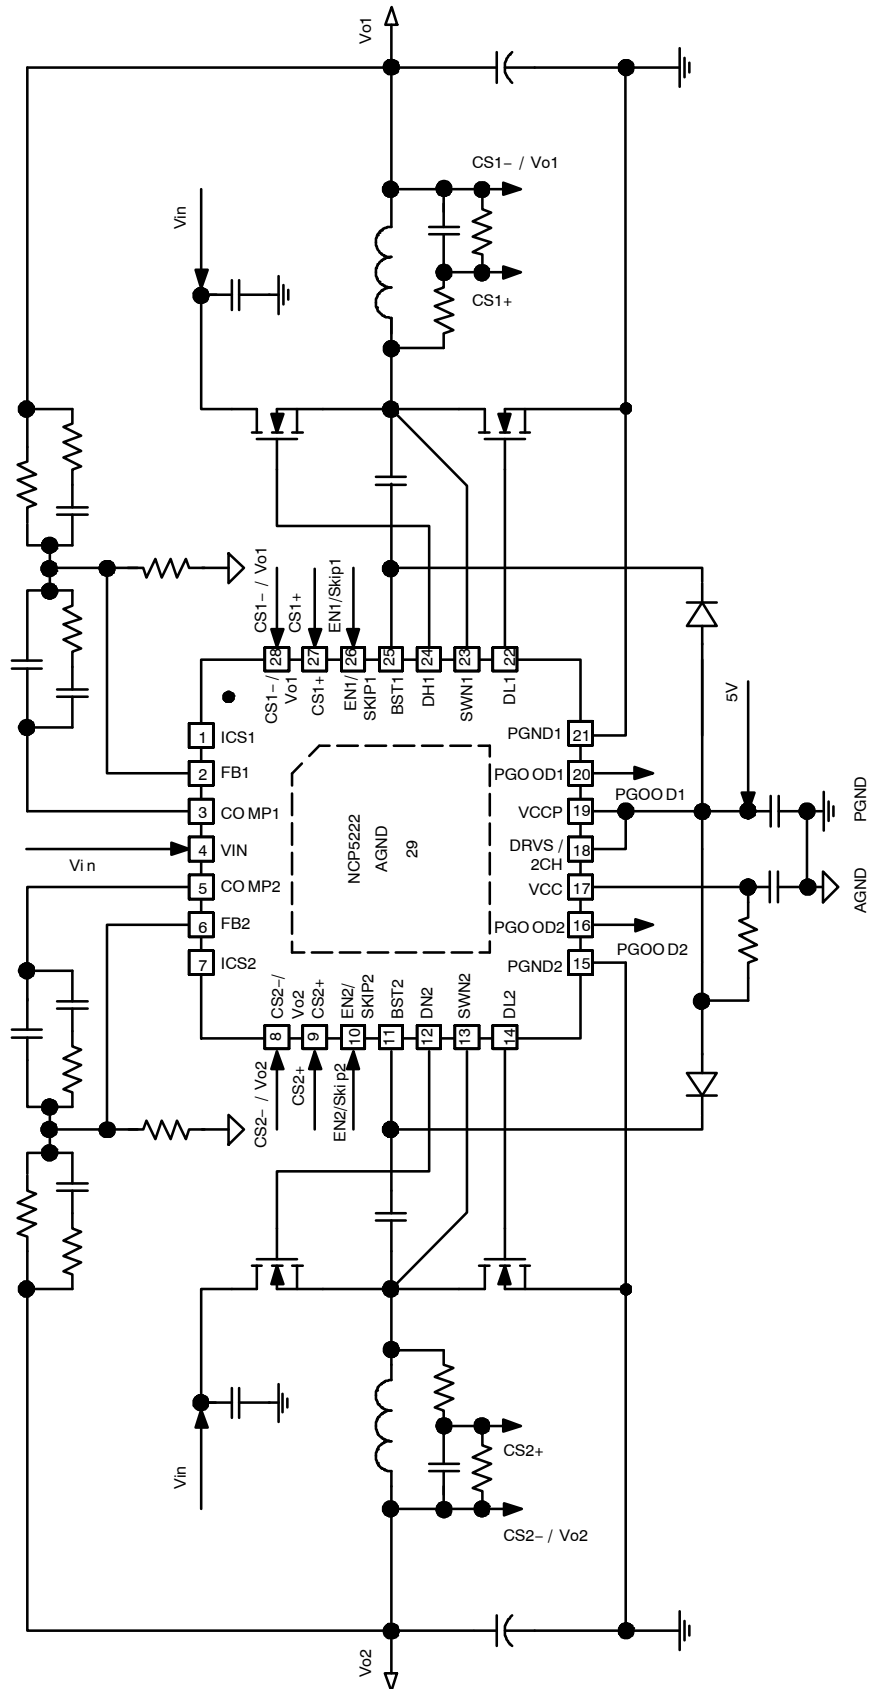 Vo1
CS1– / Vo1
Vin
CS1+
CS1– / Vo1
CS1+
EN1/Skip1
28
27
26
25
24
23
22
CS1–/
Vo1
CS1+
EN1/
SKIP1
BST1
DH1
SWN1
DL1
5V
1 ICS1
2 FB1
3 COMP1
4 VIN
5 COMP2
6 FB2
7 ICS2
Vin
NCP5222
AGND
29
PGND1 21
PGOOD1 20
PGOOD1
VCCP 19
DRVS /
2CH
18
VCC 17
PGOOD2 16
PGOOD2
PGND2 15
PGND
AGND
CS2–/
Vo2
CS2+
EN2/
SKIP2
BST2
DN2
SWN2
DL2
8
9
10
11
12
13
14
CS2– / Vo2
CS2+
EN2/Skip2
Vin
CS2+
CS2– / Vo2
Vo2